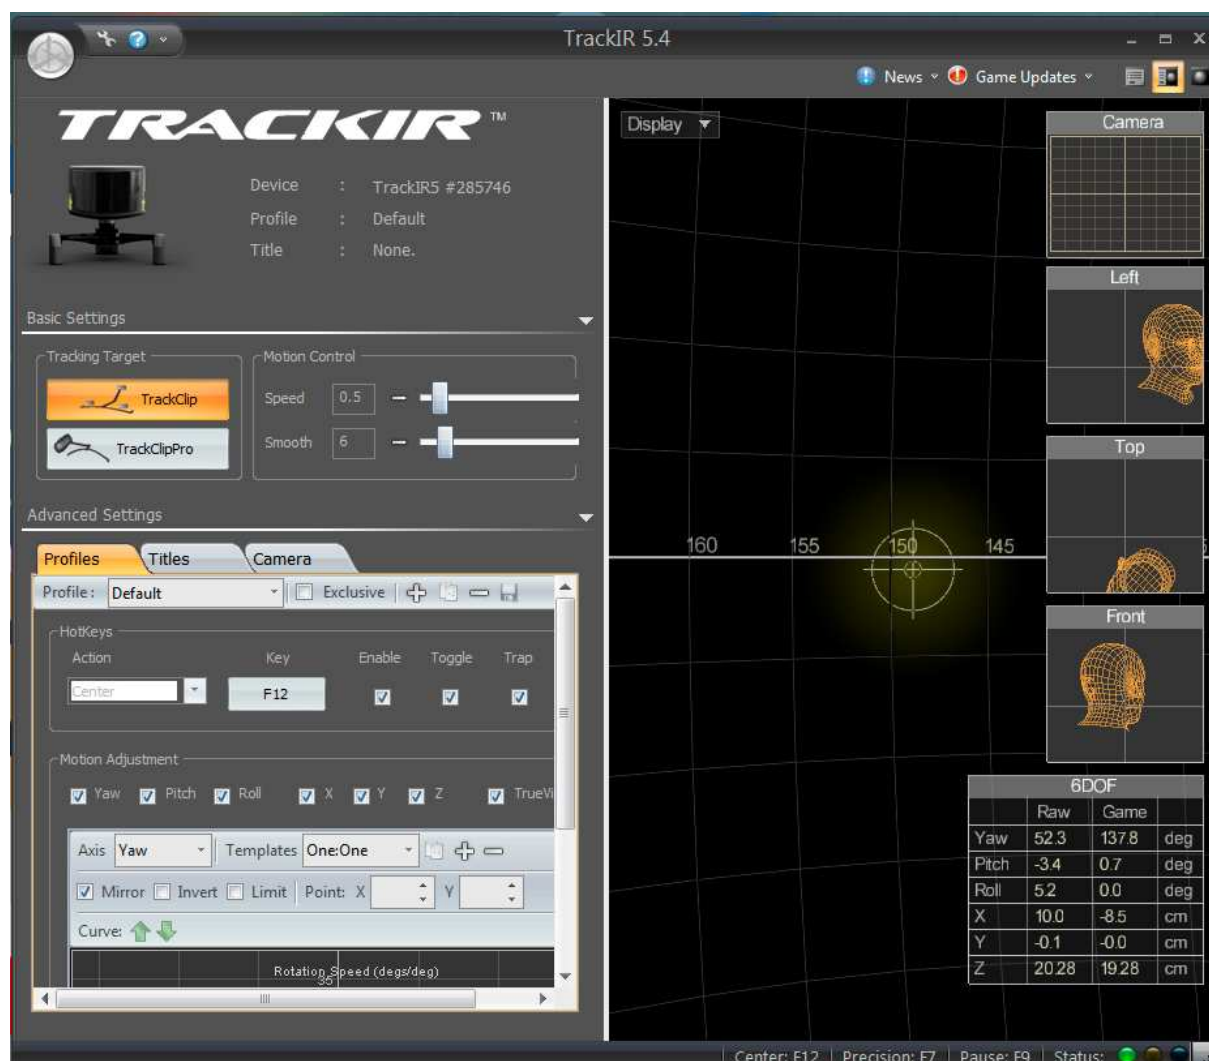 TrackIR 5.4
News
Game Updates
TRACKIR™
Device : TrackIR5 #285746
Profile : Default
Title : None.
Basic Settings
Tracking Target
TrackClip
TrackClipPro
Motion Control
Speed 0.5
Smooth 6
Advanced Settings
Profiles Titles Camera
Profile: Default Exclusive
HotKeys
Action Key Enable Toggle Trap
Center F12
Motion Adjustment
Yaw Pitch Roll X Y Z TrueVi
Axis Yaw Templates One:One
Mirror Invert Limit Point: X Y
Curve:
Rotation Speed (degs/deg)
35
Display
160 155 150 145
Camera
Left
Top
Front
6DOF
Raw Game
Yaw 52.3 137.8 deg
Pitch -3.4 0.7 deg
Roll 5.2 0.0 deg
X 10.0 -8.5 cm
Y -0.1 -0.0 cm
Z 20.28 19.28 cm
Center: F12 Precision: F7 Pause: F9 Status: